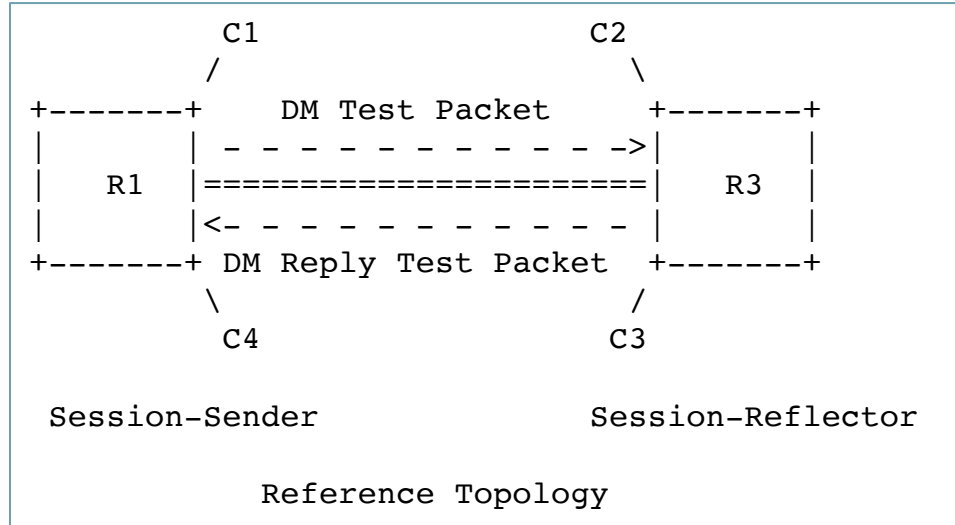 C1 C2
DM Test Packet
R1 R3
DM Reply Test Packet
C4 C3
Session-Sender Session-Reflector
Reference Topology